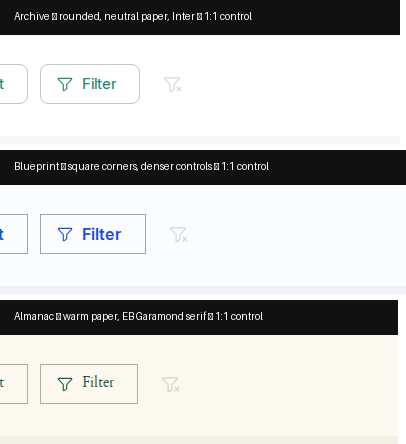 Archive ▯ rounded, neutral paper, Inter ▯ 1:1 control
t Filter
Blueprint ▯ square corners, denser controls ▯ 1:1 control
t Filter
Almanac ▯ warm paper, EB Garamond serif ▯ 1:1 control
t Filter